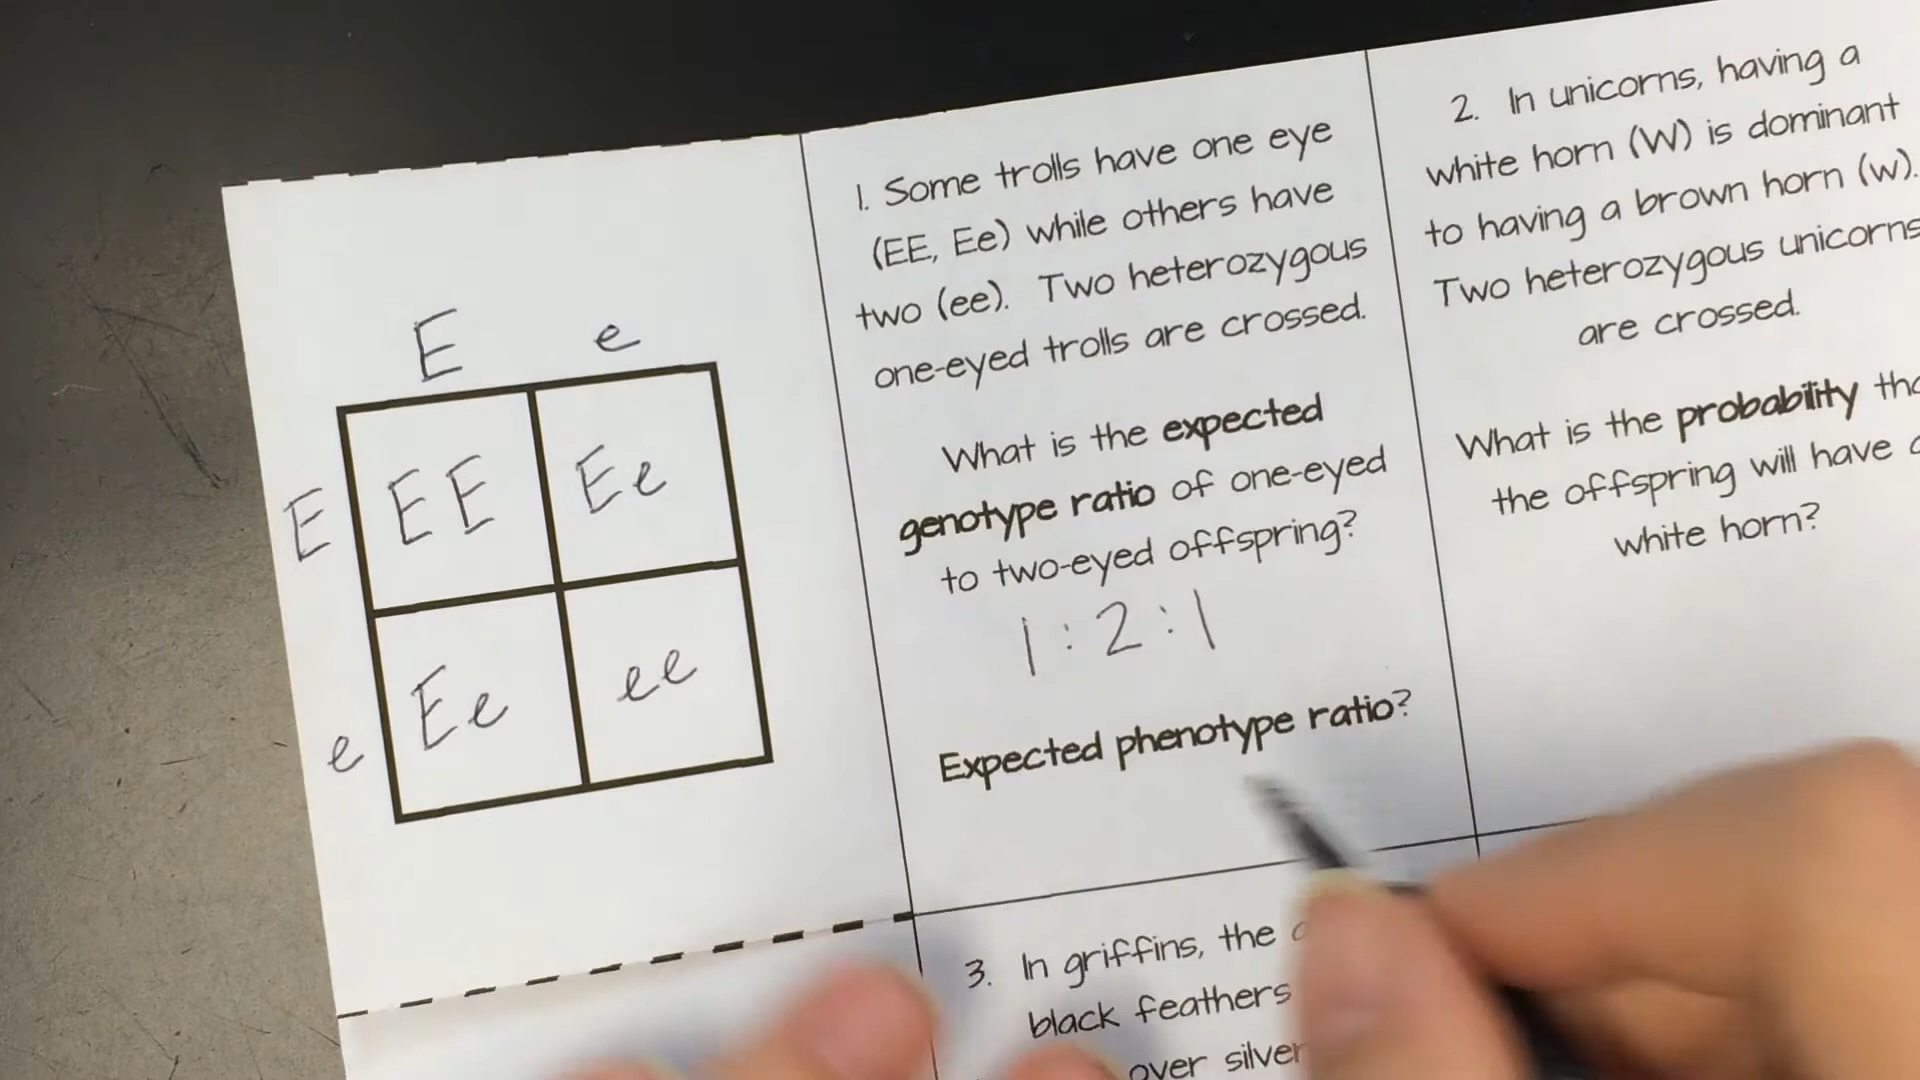 E e
E EE Ee
e Ee ee
1. Some trolls have one eye
(EE, Ee) while others have
two (ee). Two heterozygous
one-eyed trolls are crossed.
What is the expected
genotype ratio of one-eyed
to two-eyed offspring?
1:2:1
Expected phenotype ratio?
2. In unicorns, having a
white horn (W) is dominant
to having a brown horn (w).
Two heterozygous unicorns
are crossed.
What is the probability
the offspring will have
white horn?
3. In griffins, the
black feathers
over silver